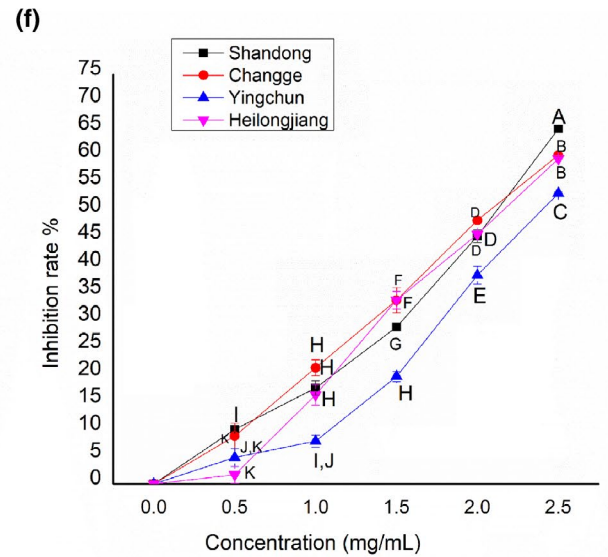 (f)
Shandong
Changge
Yingchun
Heilongjiang
75
70
65
60
55
50
45
40
35
30
25
20
15
10
5
0
Inhibition rate %
A
B
B
C
D
D
D
E
F
F
G
H
H
H
H
I
K
J,K
K
I,J
0.0 0.5 1.0 1.5 2.0 2.5
Concentration (mg/mL)